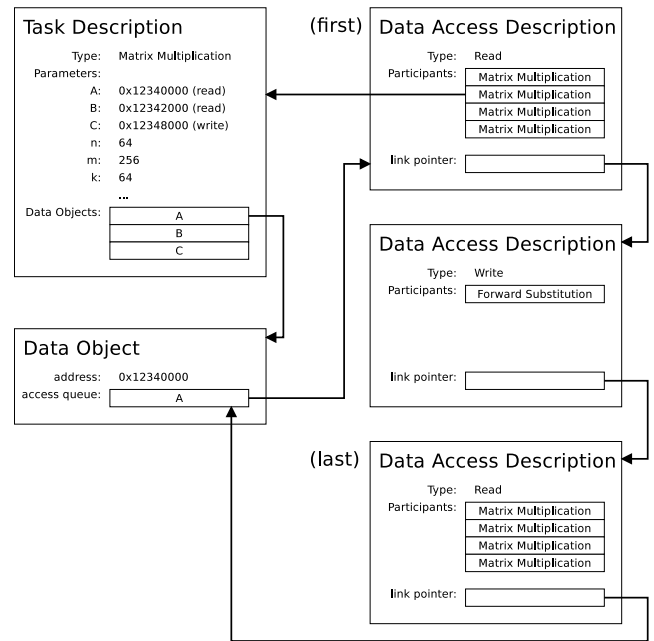 Task Description
Type: Matrix Multiplication
Parameters:
A: 0x12340000 (read)
B: 0x12342000 (read)
C: 0x12348000 (write)
n: 64
m: 256
k: 64
...
Data Objects: A
B
C
Data Object
address: 0x12340000
access queue: A
(first) Data Access Description
Type: Read
Participants: Matrix Multiplication
Matrix Multiplication
Matrix Multiplication
Matrix Multiplication
link pointer:
Data Access Description
Type: Write
Participants: Forward Substitution
link pointer:
(last) Data Access Description
Type: Read
Participants: Matrix Multiplication
Matrix Multiplication
Matrix Multiplication
Matrix Multiplication
link pointer: